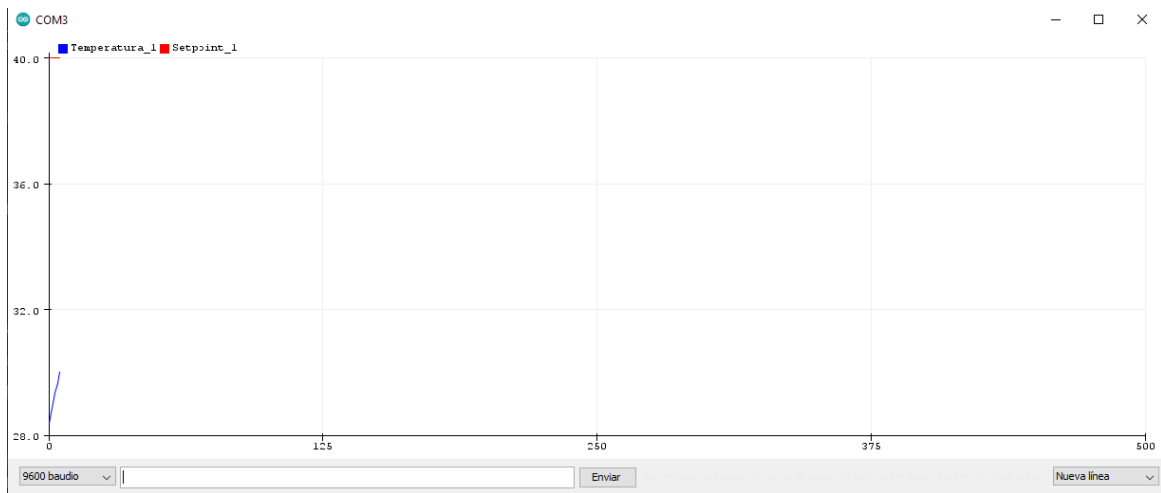 COM3
Temperatura_1 Setpoint_1
40.0
36.0
32.0
28.0
0 125 250 375 500
9600 baudio Enviar Nueva línea